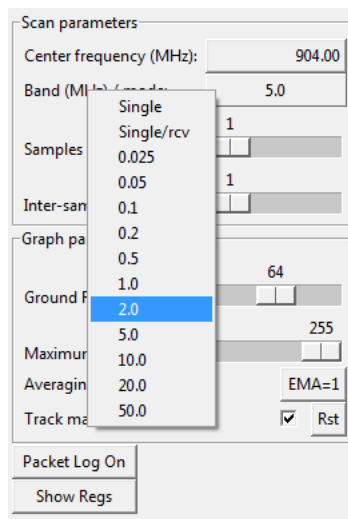 Scan parameters
Center frequency (MHz): 904.00
Band (MHz) / mode: 5.0
Single
Single/rcv
1
Samples
0.025
0.05
1
Inter-sam
0.1
0.2
Graph pa
0.5
64
1.0
Ground F
2.0
255
5.0
Maximur
10.0
Averagin EMA=1
20.0
Track ma Rst
50.0
Packet Log On
Show Regs